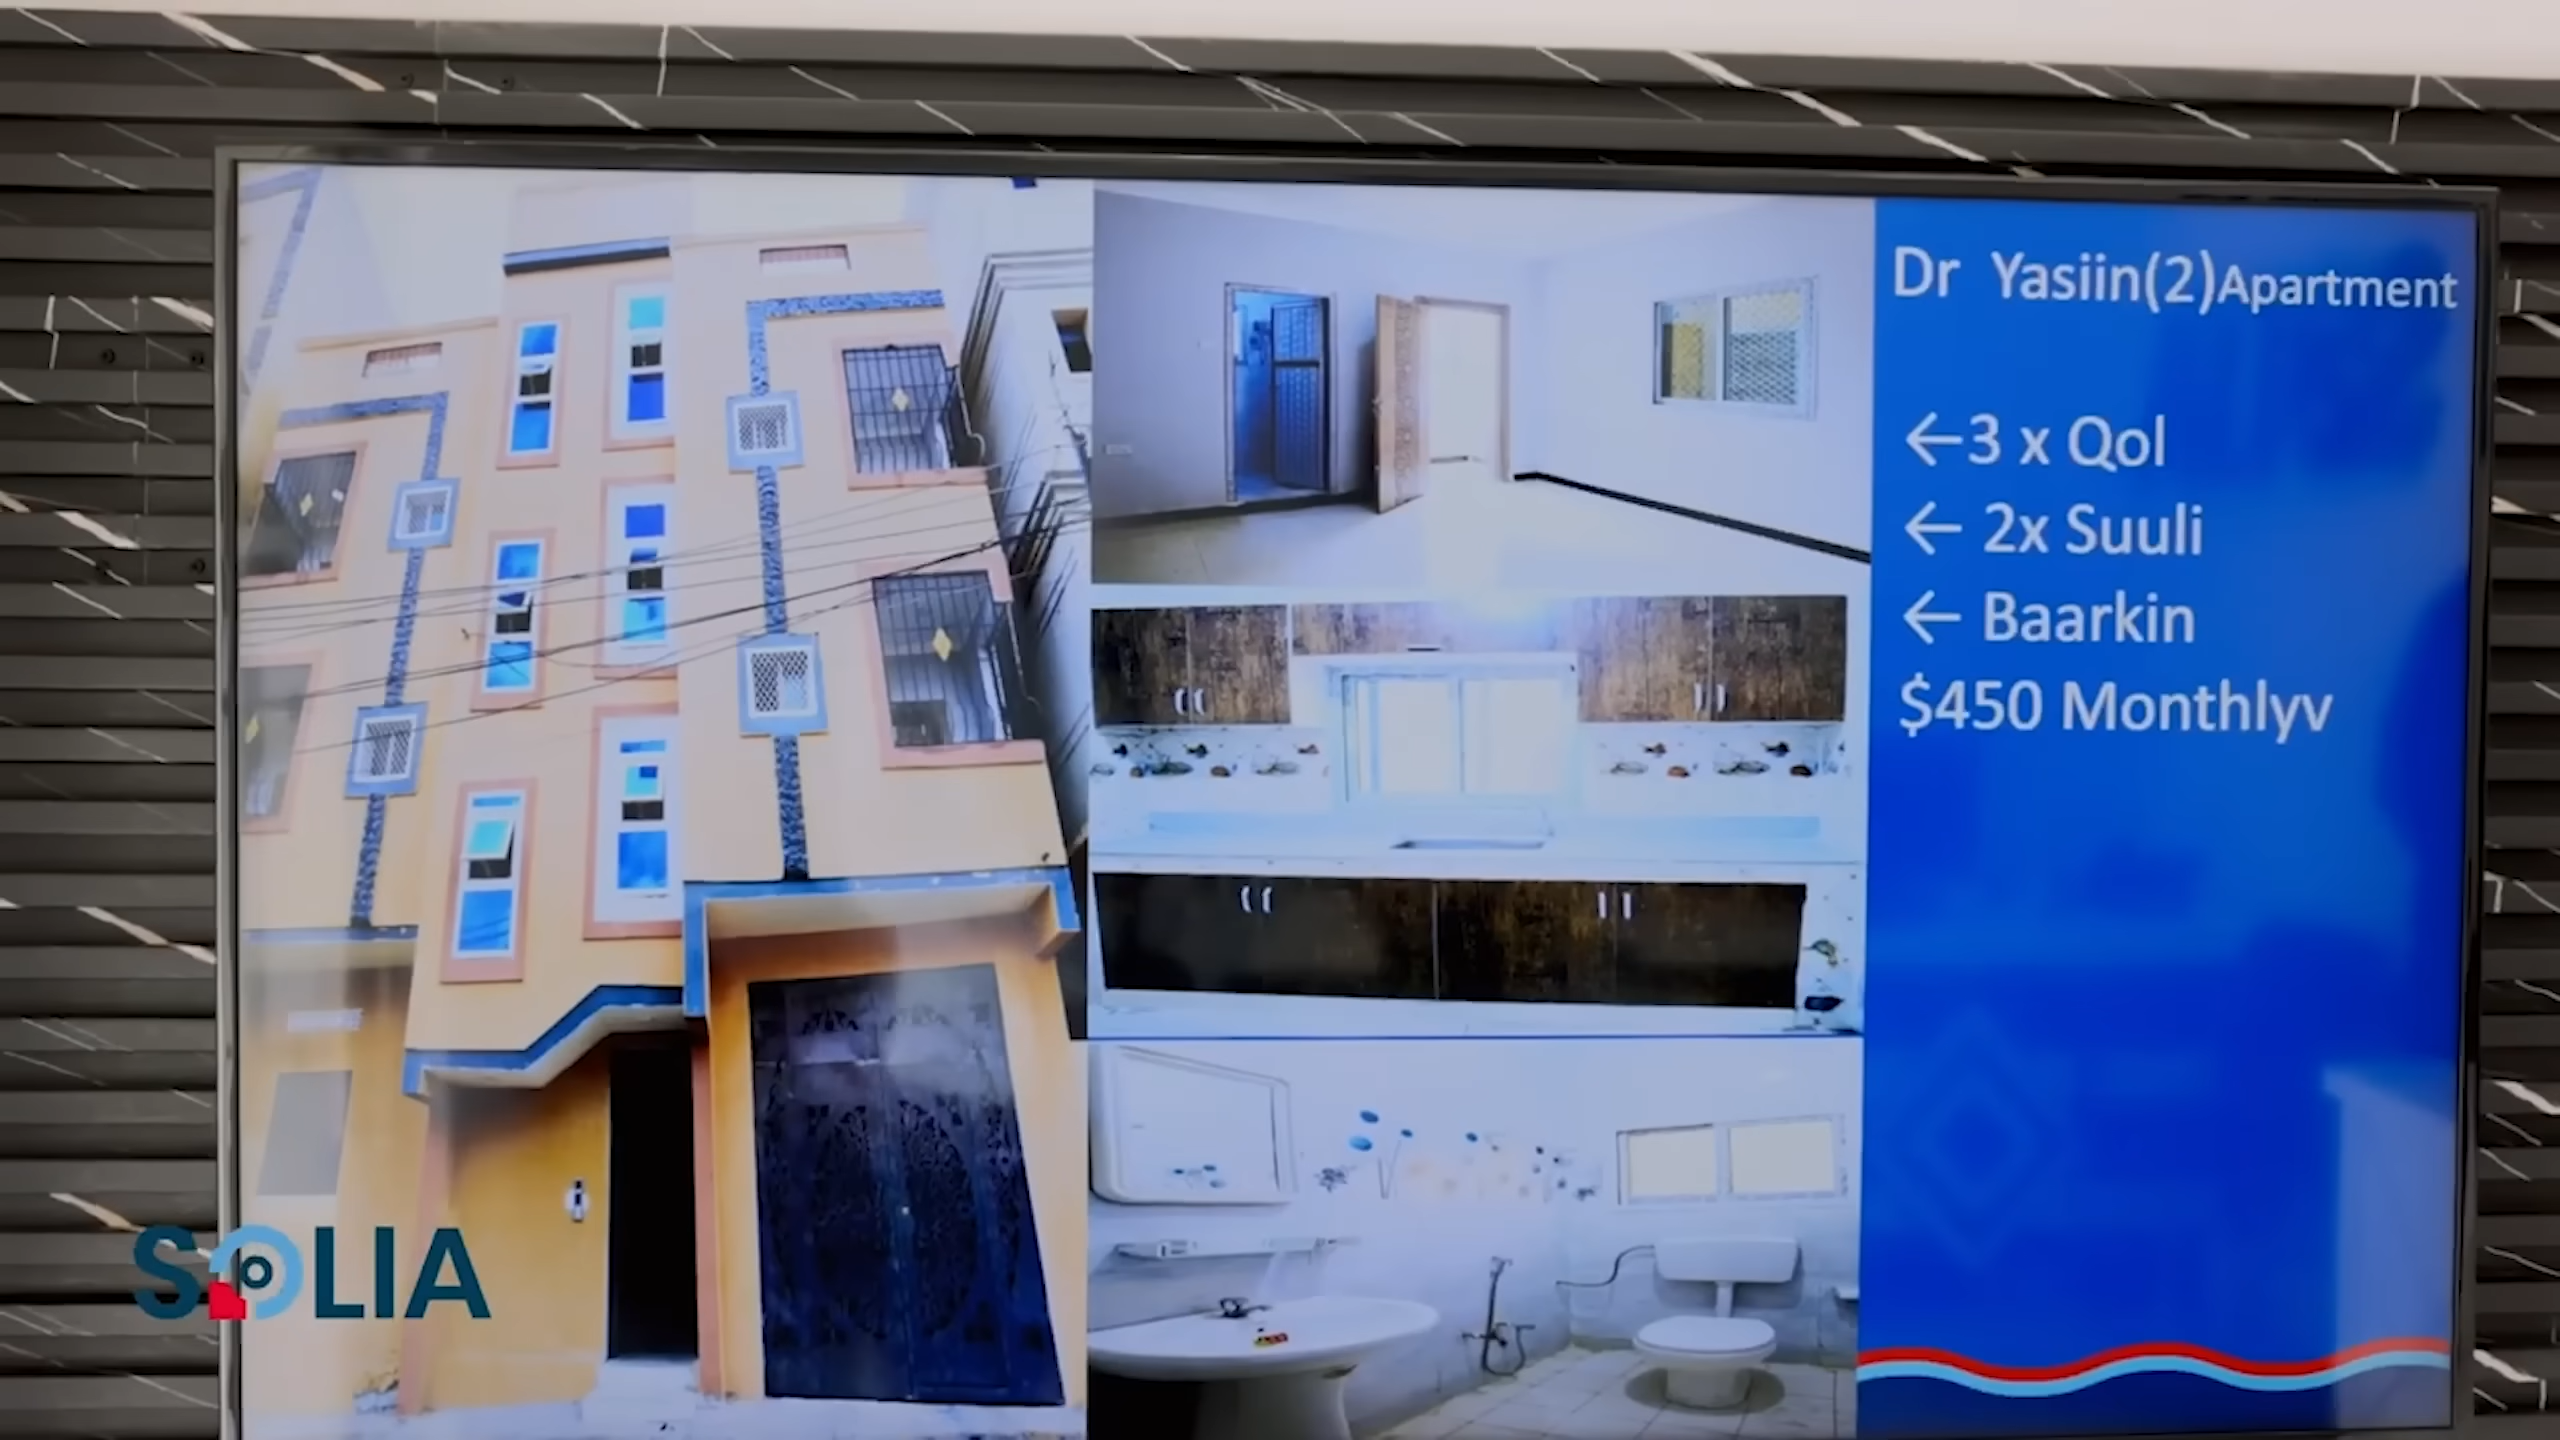 Dr Yasiin(2)Apartment
←3 x Qol
← 2x Suuli
← Baarkin
$450 Monthlyv
SOLIA